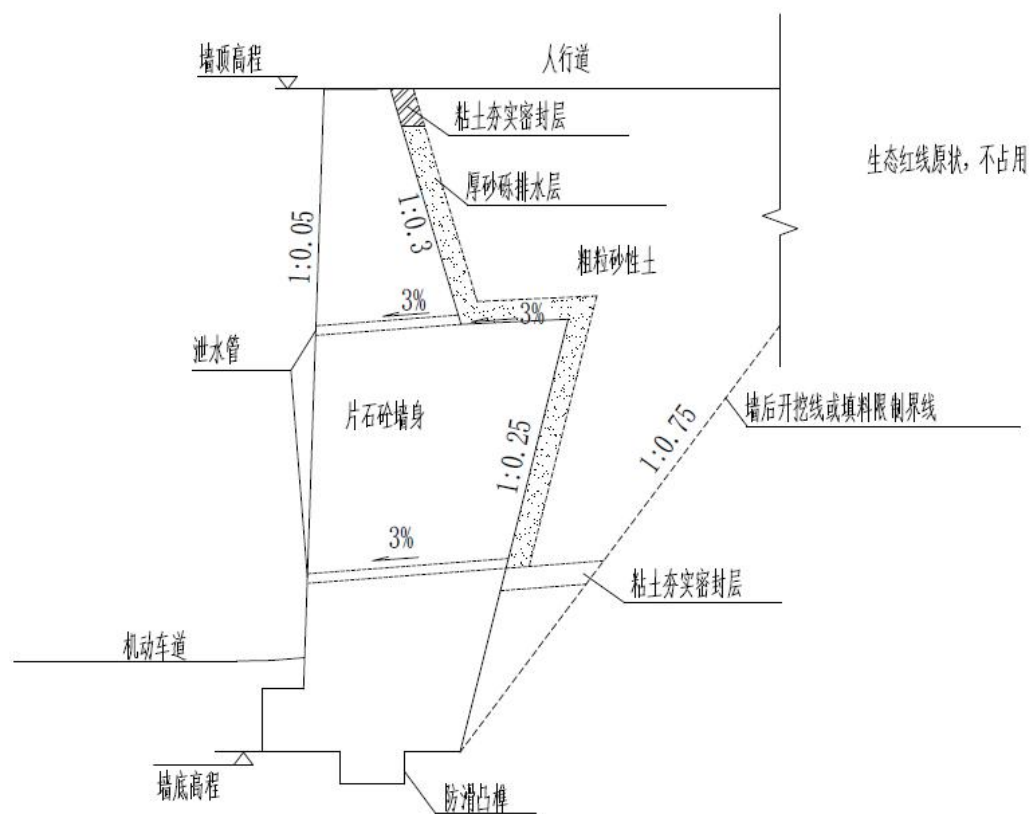 人行道
墙顶高程
粘土夯实密封层
生态红线原状，不占用
厚砂砾排水层
1:0.05
1:0.3
粗粒砂性土
3%
3%
泄水管
片石砼墙身
墙后开挖线或填料限制界线
1:0.25
1:0.75
3%
粘土夯实密封层
机动车道
墙底高程
防滑凸榫